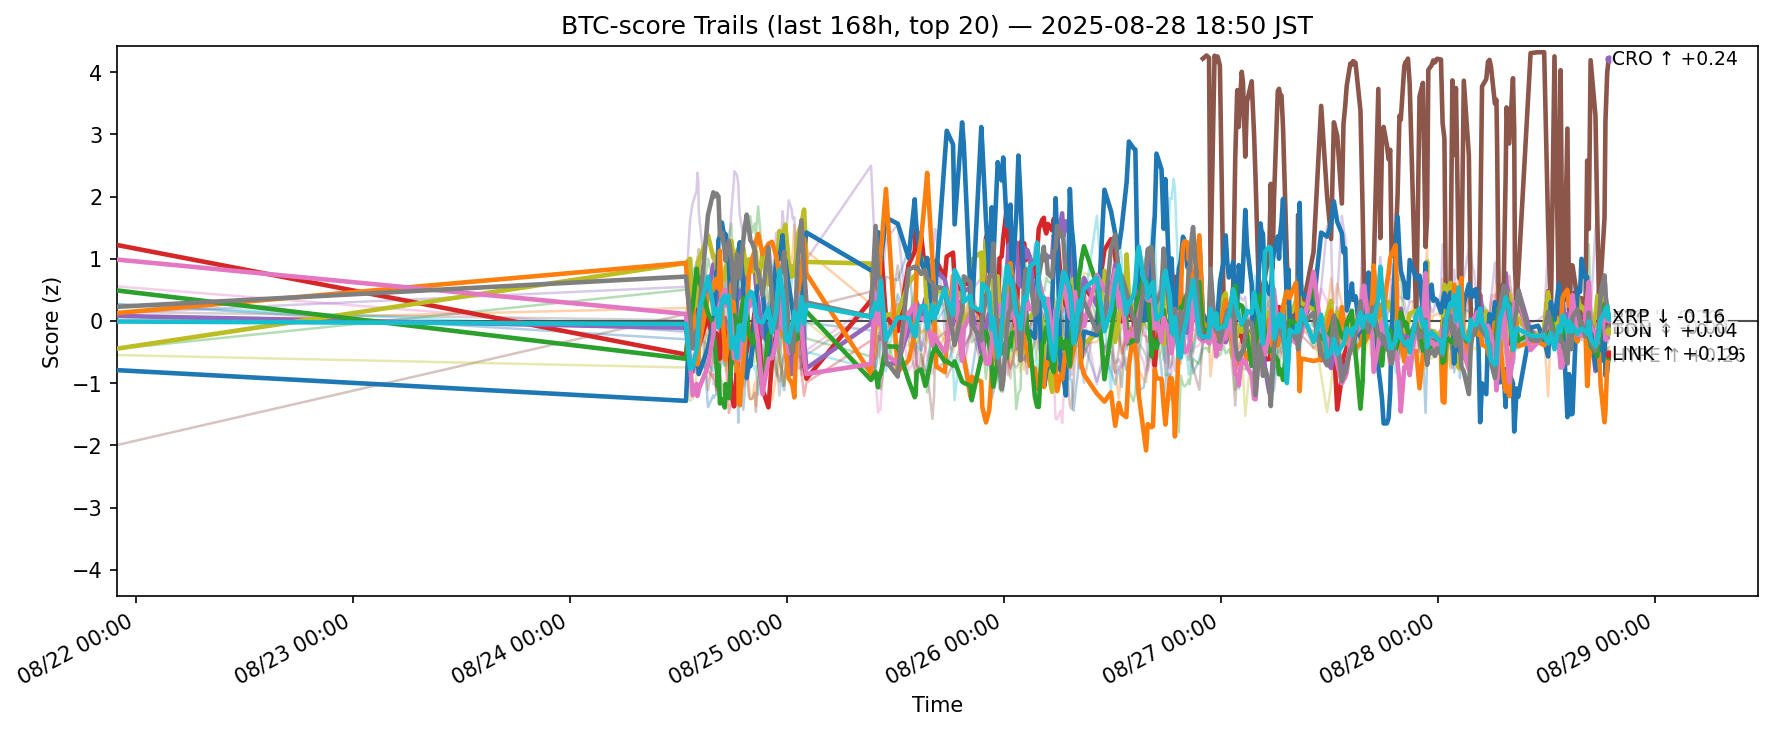 BTC-score Trails (last 168h, top 20) — 2025-08-28 18:50 JST
Score (z)
4
3
2
1
0
−1
−2
−3
−4
CRO ↑ +0.24
XRP ↓ -0.16
TON ↑ +0.04
LINK ↑ +0.19
08/22 00:00
08/23 00:00
08/24 00:00
08/25 00:00
08/26 00:00
08/27 00:00
08/28 00:00
08/29 00:00
Time